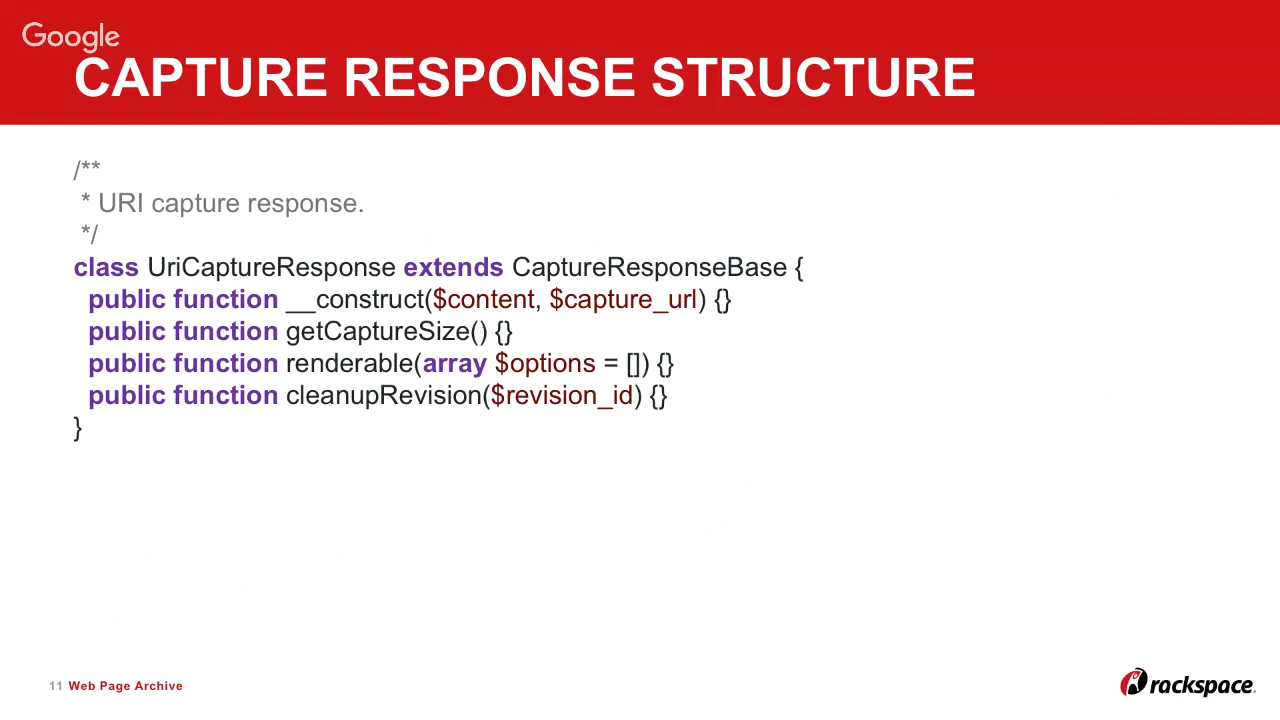 Google
CAPTURE RESPONSE STRUCTURE
/**
* URI capture response.
*/
class UriCaptureResponse extends CaptureResponseBase {
public function __construct($content, $capture_url) {}
public function getCaptureSize() {}
public function renderable(array $options = []) {}
public function cleanupRevision($revision_id) {}
}
11 Web Page Archive
rackspace.